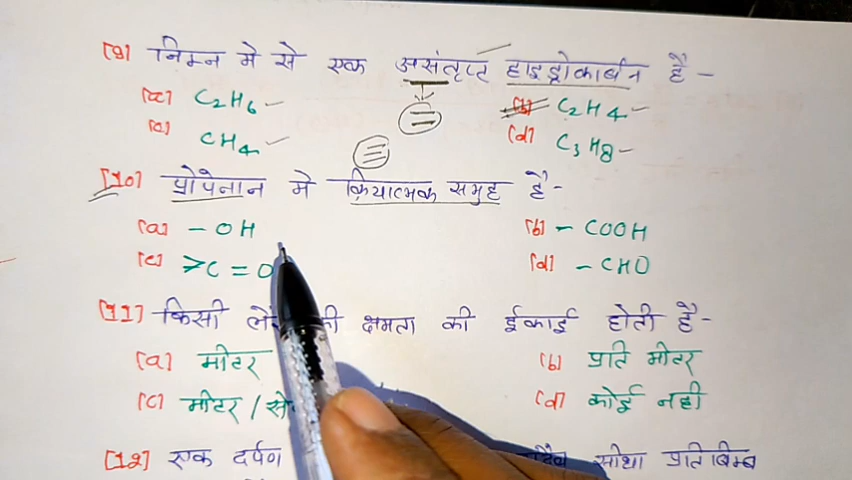 [9] निम्न मे से एक असंतृप्त हाइड्रोकार्बन है -
[a] C₂H₆ [b] C₂H₄
[c] CH₄ [d] C₃H₈
[10] प्रोपेनान मे क्रियात्मक समुह है -
[a] - OH [b] - COOH
[c] >C = O [d] - CHO
[11] किसी की क्षमता की ईकाई होती है -
[a] मीटर [b] प्रति मीटर
[c] मीटर / से [d] कोई नही
[12] एक दर्पण सीधा प्रतिबिम्ब